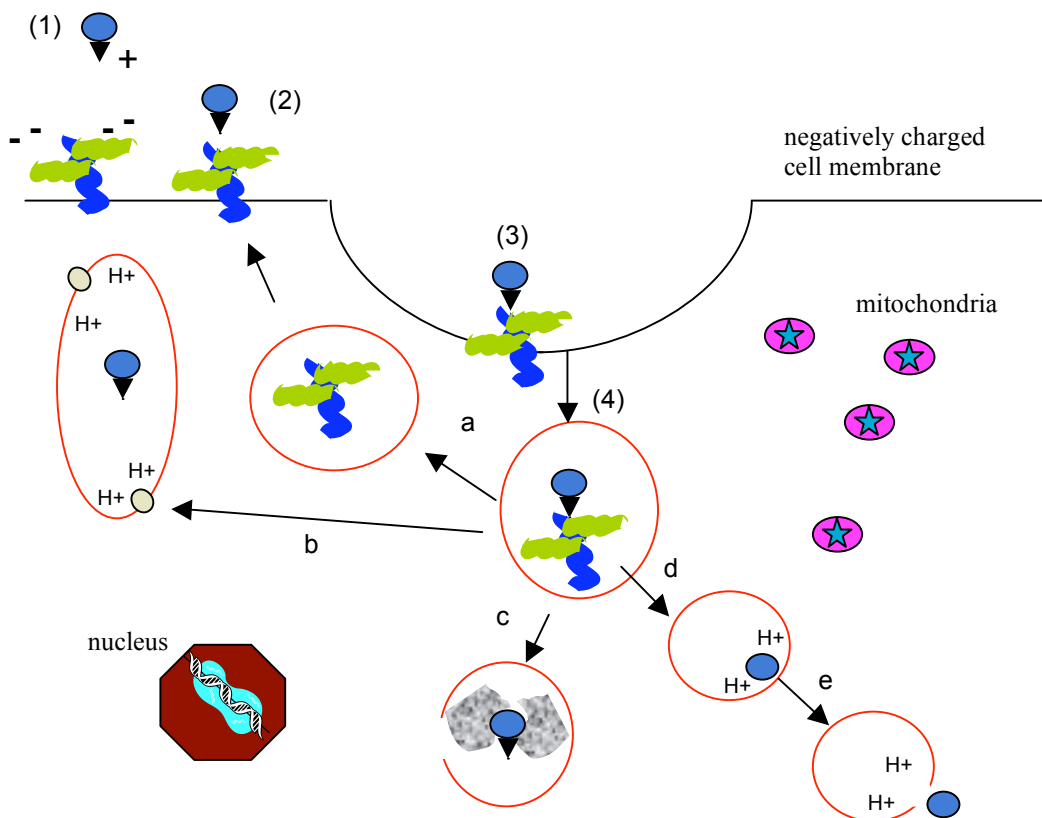 (1)
+
- -
- -
(2)
negatively charged
cell membrane
(3)
H+
H+
mitochondria
(4)
a
H+
H+
b
d
c
nucleus
H+
H+
e
H+
H+